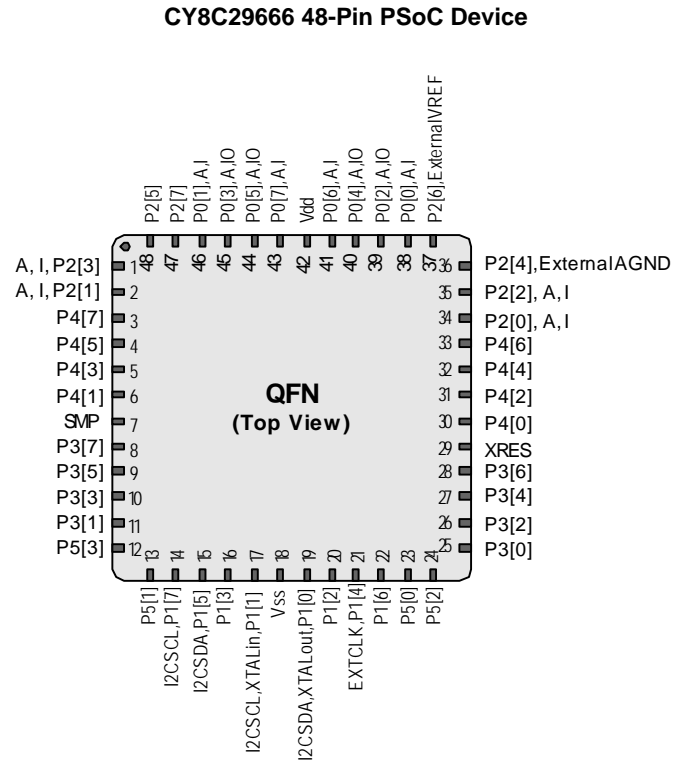 CY8C29666 48-Pin PSoC Device
P2[5]
P2[7]
P0[1], A, I
P0[3], A, IO
P0[5], A, IO
P0[7], A, I
Vdd
P0[6], A, I
P0[4], A, IO
P0[2], A, IO
P0[0], A, I
P2[6], External VREF
48
47
46
45
44
43
42
41
40
39
38
37
A, I, P2[3]
A, I, P2[1]
P4[7]
P4[5]
P4[3]
P4[1]
SMP
P3[7]
P3[5]
P3[3]
P3[1]
P5[3]
1
2
3
4
5
6
7
8
9
10
11
12
QFN
(Top View)
36
35
34
33
32
31
30
29
28
27
26
25
P2[4], External AGND
P2[2], A, I
P2[0], A, I
P4[6]
P4[4]
P4[2]
P4[0]
XRES
P3[6]
P3[4]
P3[2]
P3[0]
13
14
15
16
17
18
19
20
21
22
23
24
P5[1]
I2CSCL, P1[7]
I2CSDA, P1[5]
P1[3]
I2CSCL, XTALin, P1[1]
Vss
I2CSDA, XTALout, P1[0]
P1[2]
EXTCLK, P1[4]
P1[6]
P5[0]
P5[2]